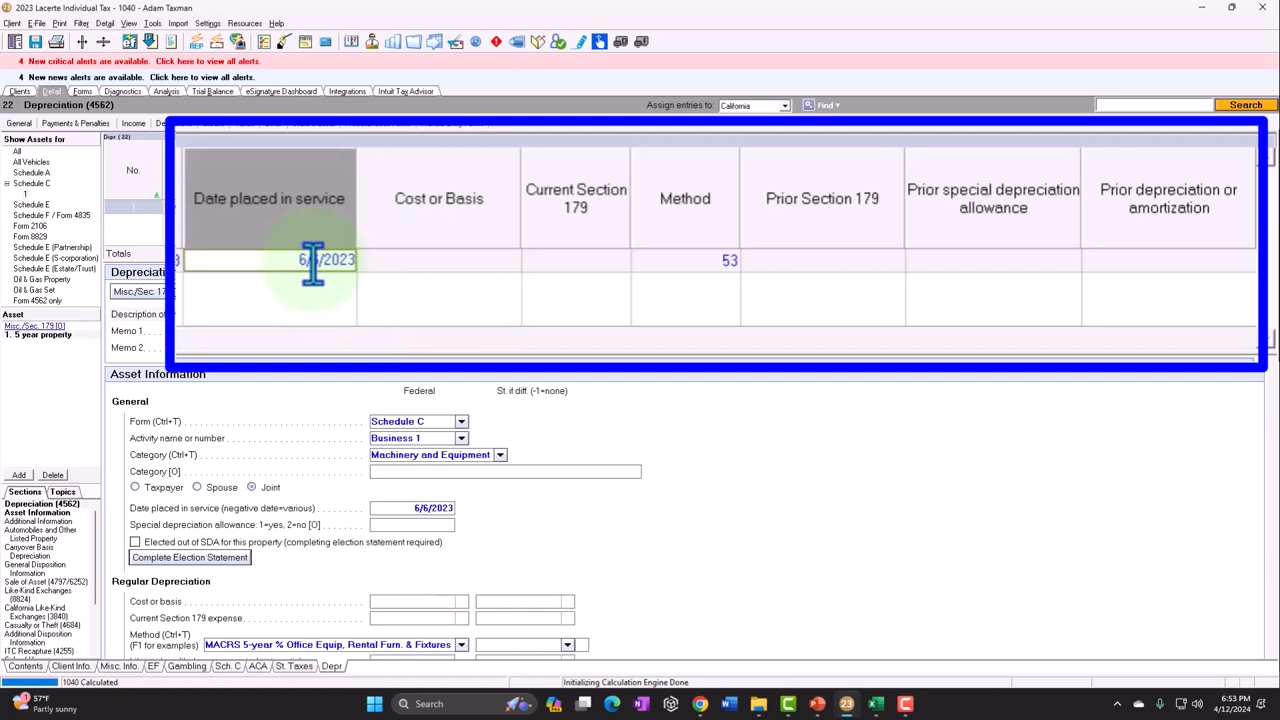 2023 Lacerte Individual Tax - 1040 - Adam Taxman
Client E-File Print Filter Detail View Tools Import Settings Resources Help
4 New critical alerts are available. Click here to view all alerts.
4 New news alerts are available. Click here to view all alerts.
Clients Detail Forms Diagnostics Analysis Trial Balance eSignature Dashboard Integrations Intuit Tax Advisor
22 Depreciation (4562) Assign entries to: California Find Search
General Payments & Penalties Income
Show Assets for
All
All Vehicles
Schedule A
Schedule C
1
Schedule E
Schedule F / Form 4835
Form 2106
Form 8829
Schedule E (Partnership)
Schedule E (S-corporation)
Schedule E (Estate/Trust)
Oil & Gas Property
Oil & Gas Set
Form 4562 only
Asset
Misc./Sec. 179 [O]
1. 5 year property
Add Delete
Sections Topics
Depreciation (4562)
Asset Information
Additional Information
Automobiles and Other
Listed Property
Carryover Basis
Depreciation
General Disposition
Information
Sale of Asset (4797/6252)
Like-Kind Exchanges
(8824)
California Like-Kind
Exchanges (3840)
Casualty or Theft (4684)
Additional Disposition
Information
ITC Recapture (4255)
Depr (22)
No.
1
Totals
Date placed in service Cost or Basis Current Section 179 Method Prior Section 179 Prior special depreciation allowance Prior depreciation or amortization
6/6/2023 53
Misc./Sec. 17
Description of
Memo 1
Memo 2
Asset Information
Federal St. if diff. (-1=none)
General
Form (Ctrl+T) Schedule C
Activity name or number Business 1
Category (Ctrl+T) Machinery and Equipment
Category [O]
Taxpayer Spouse Joint
Date placed in service (negative date=various) 6/6/2023
Special depreciation allowance: 1=yes, 2=no [O]
Elected out of SDA for this property (completing election statement required)
Complete Election Statement
Regular Depreciation
Cost or basis
Current Section 179 expense
Method (Ctrl+T)
(F1 for examples) MACRS 5-year % Office Equip, Rental Furn. & Fixtures
Contents Client Info. Misc. Info. EF Gambling Sch. C ACA St. Taxes Depr
1040 Calculated Initializing Calculation Engine Done
57°F
Partly sunny
Search
6:53 PM
4/12/2024